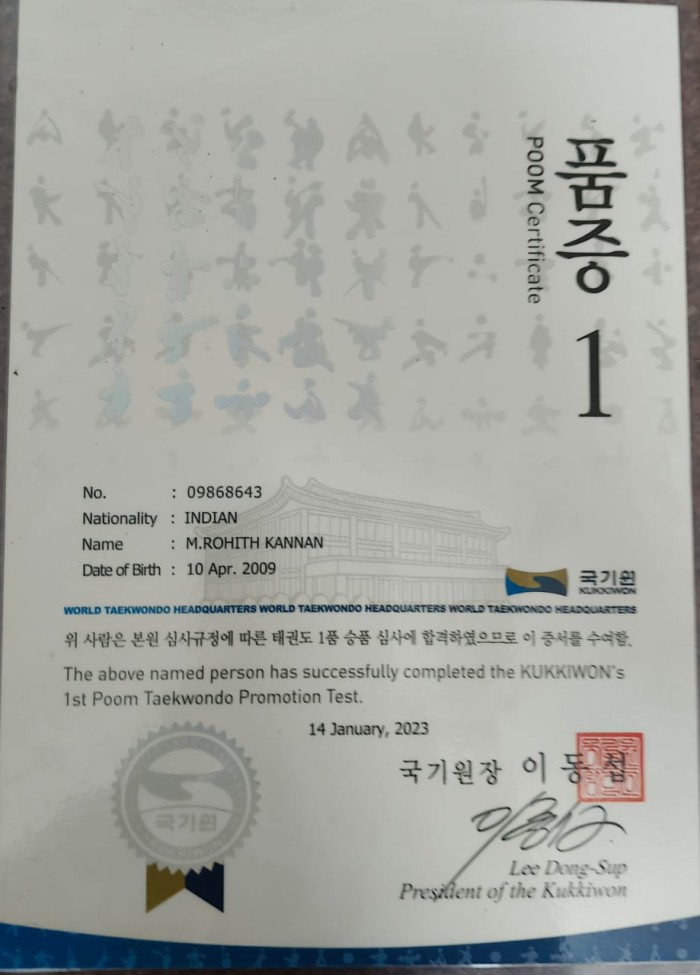 품증 1
POOM Certificate
No. : 09868643
Nationality : INDIAN
Name : M.ROHITH KANNAN
Date of Birth : 10 Apr. 2009
국기원
KUKKIWON
WORLD TAEKWONDO HEADQUARTERS WORLD TAEKWONDO HEADQUARTERS WORLD TAEKWONDO HEADQUARTERS
위 사람은 본원 심사규정에 따른 태권도 1품 승품 심사에 합격하였으므로 이 증서를 수여함.
The above named person has successfully completed the KUKKIWON's
1st Poom Taekwondo Promotion Test.
14 January, 2023
국기원장 이동섭
국기원
Lee Dong-Sup
President of the Kukkiwon